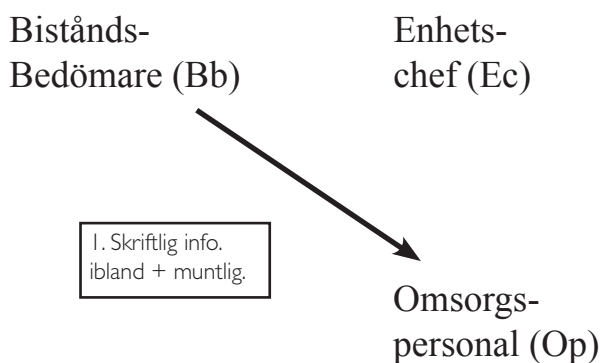 Bistånds-
Bedömare (Bb)
Enhets-
chef (Ec)
1. Skriftlig info.
ibland + muntlig.
Omsorgs-
personal (Op)